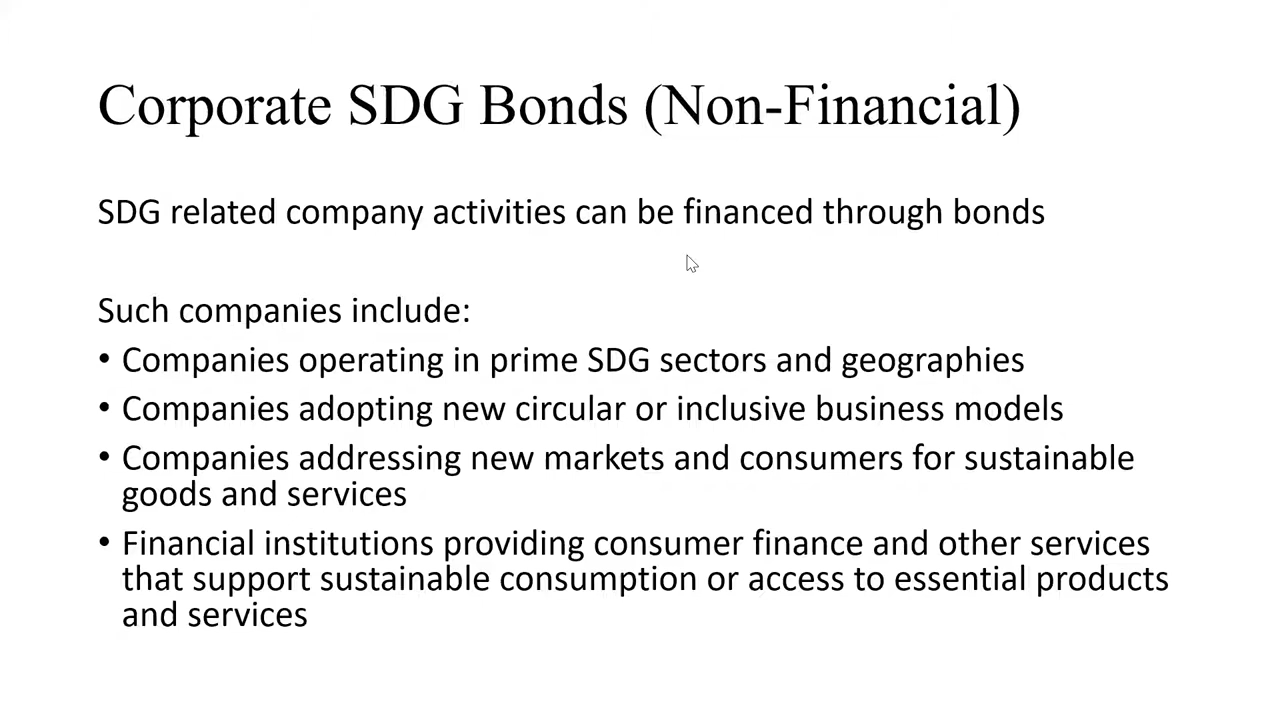 Corporate SDG Bonds (Non-Financial)
SDG related company activities can be financed through bonds
Such companies include:
• Companies operating in prime SDG sectors and geographies
• Companies adopting new circular or inclusive business models
• Companies addressing new markets and consumers for sustainable
goods and services
• Financial institutions providing consumer finance and other services
that support sustainable consumption or access to essential products
and services